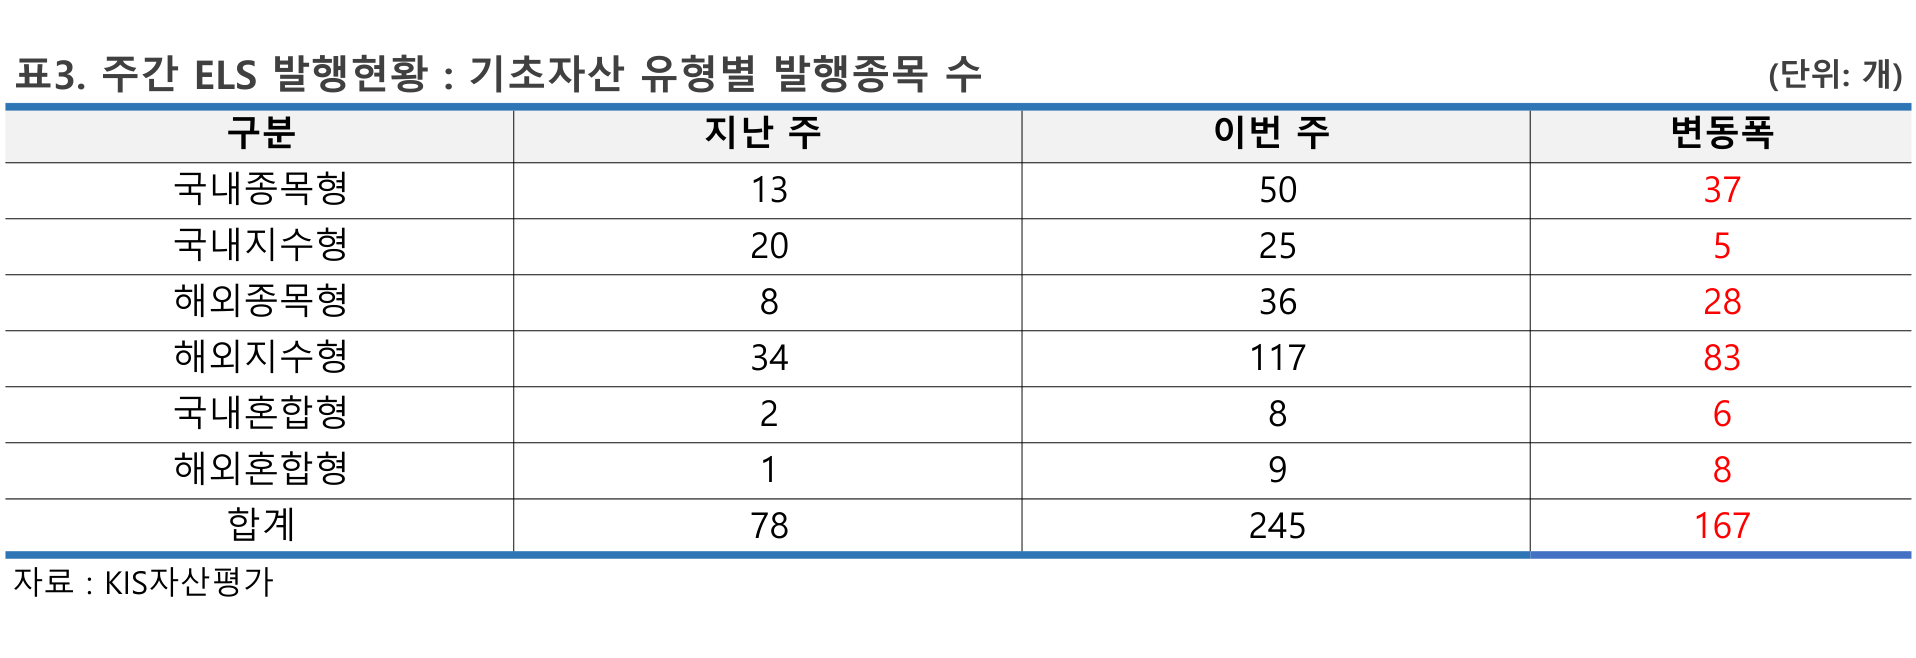 표3. 주간 ELS 발행현황 : 기초자산 유형별 발행종목 수 (단위: 개)
구분 지난 주 이번 주 변동폭
국내종목형 13 50 37
국내지수형 20 25 5
해외종목형 8 36 28
해외지수형 34 117 83
국내혼합형 2 8 6
해외혼합형 1 9 8
합계 78 245 167
자료 : KIS자산평가